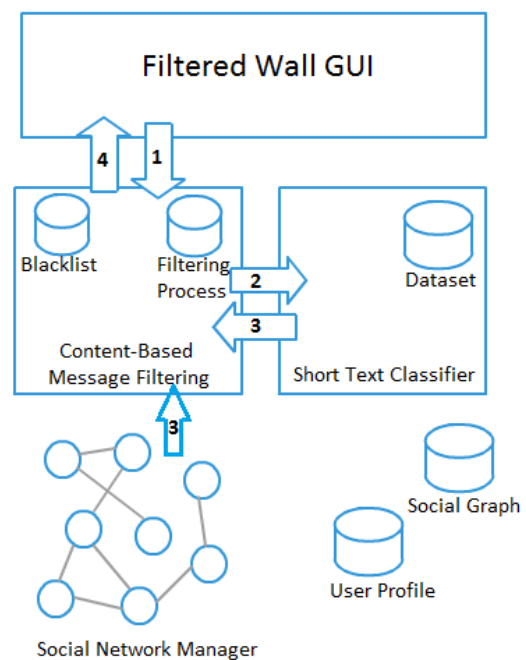 Filtered Wall GUI
4
1
Blacklist
Filtering
Process
Dataset
2
3
Content-Based
Message Filtering
Short Text Classifier
3
Social Graph
User Profile
Social Network Manager